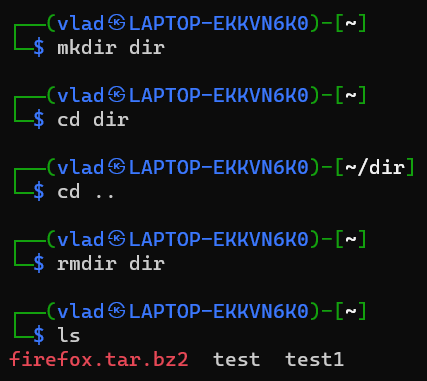 ┌──(vlad㉿LAPTOP-EKKVN6K0)-[~]
└─$ mkdir dir
┌──(vlad㉿LAPTOP-EKKVN6K0)-[~]
└─$ cd dir
┌──(vlad㉿LAPTOP-EKKVN6K0)-[~/dir]
└─$ cd ..
┌──(vlad㉿LAPTOP-EKKVN6K0)-[~]
└─$ rmdir dir
┌──(vlad㉿LAPTOP-EKKVN6K0)-[~]
└─$ ls
firefox.tar.bz2  test  test1